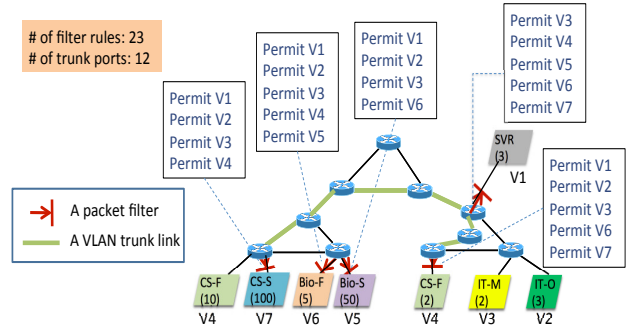 # of filter rules: 23
# of trunk ports: 12
Permit V1
Permit V2
Permit V3
Permit V4
Permit V1
Permit V2
Permit V3
Permit V4
Permit V5
Permit V1
Permit V2
Permit V3
Permit V6
Permit V3
Permit V4
Permit V5
Permit V6
Permit V7
SVR
(3)
V1
Permit V1
Permit V2
Permit V3
Permit V6
Permit V7
A packet filter
A VLAN trunk link
CS-F
(10)
V4
CS-S
(100)
V7
Bio-F
(5)
V6
Bio-S
(50)
V5
CS-F
(2)
V4
IT-M
(2)
V3
IT-O
(3)
V2